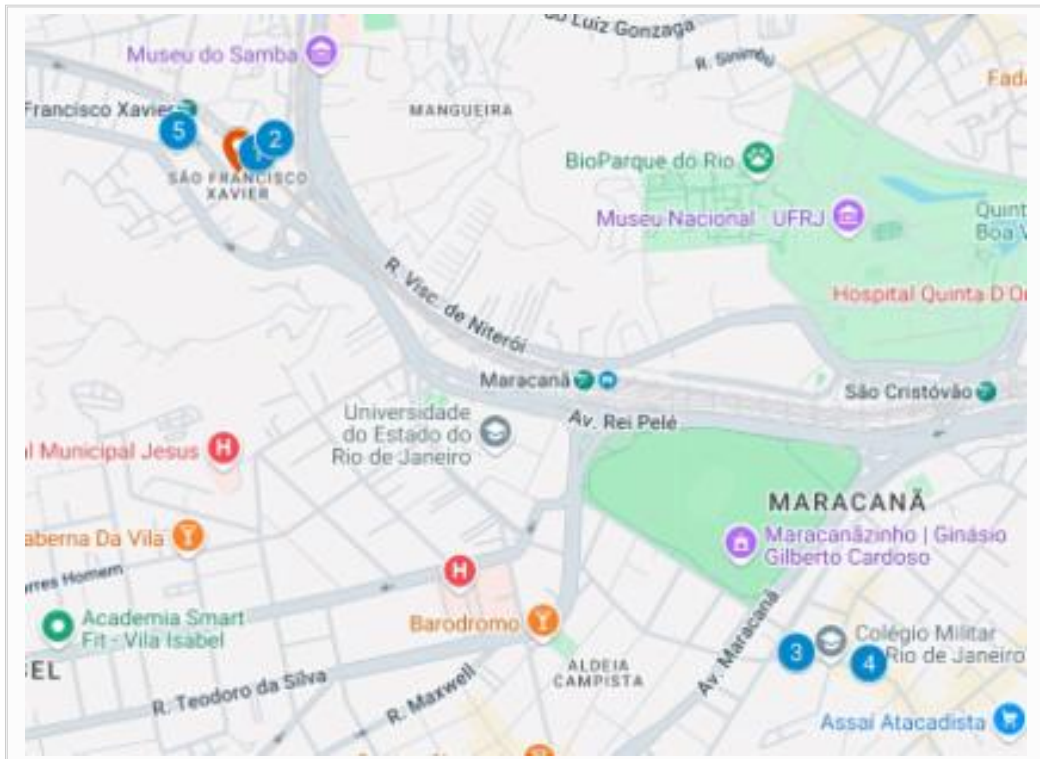 do Luiz Gonzaga
Museu do Samba
R. Sinimbú
Fada
Francisco Xavier
MANGUEIRA
5
2
1
SÃO FRANCISCO
XAVIER
BioParque do Rio
Museu Nacional UFRJ
Quint
Boa V
R. Visc. de Niterói
Hospital Quinta D'Or
Maracanã
São Cristóvão
Universidade
do Estado do
Rio de Janeiro
Av. Rei Pelé
H
l Municipal Jesus
MARACANÃ
Maracanãzinho | Ginásio
Gilberto Cardoso
aberna Da Vila
H
rres Homem
Academia Smart
Fit - Vila Isabel
Barodromo
EL
ALDEIA
CAMPISTA
Av. Maracanã
3
4
Colégio Militar
Rio de Janeiro
R. Teodoro da Silva
R. Maxwell
Assaí Atacadista